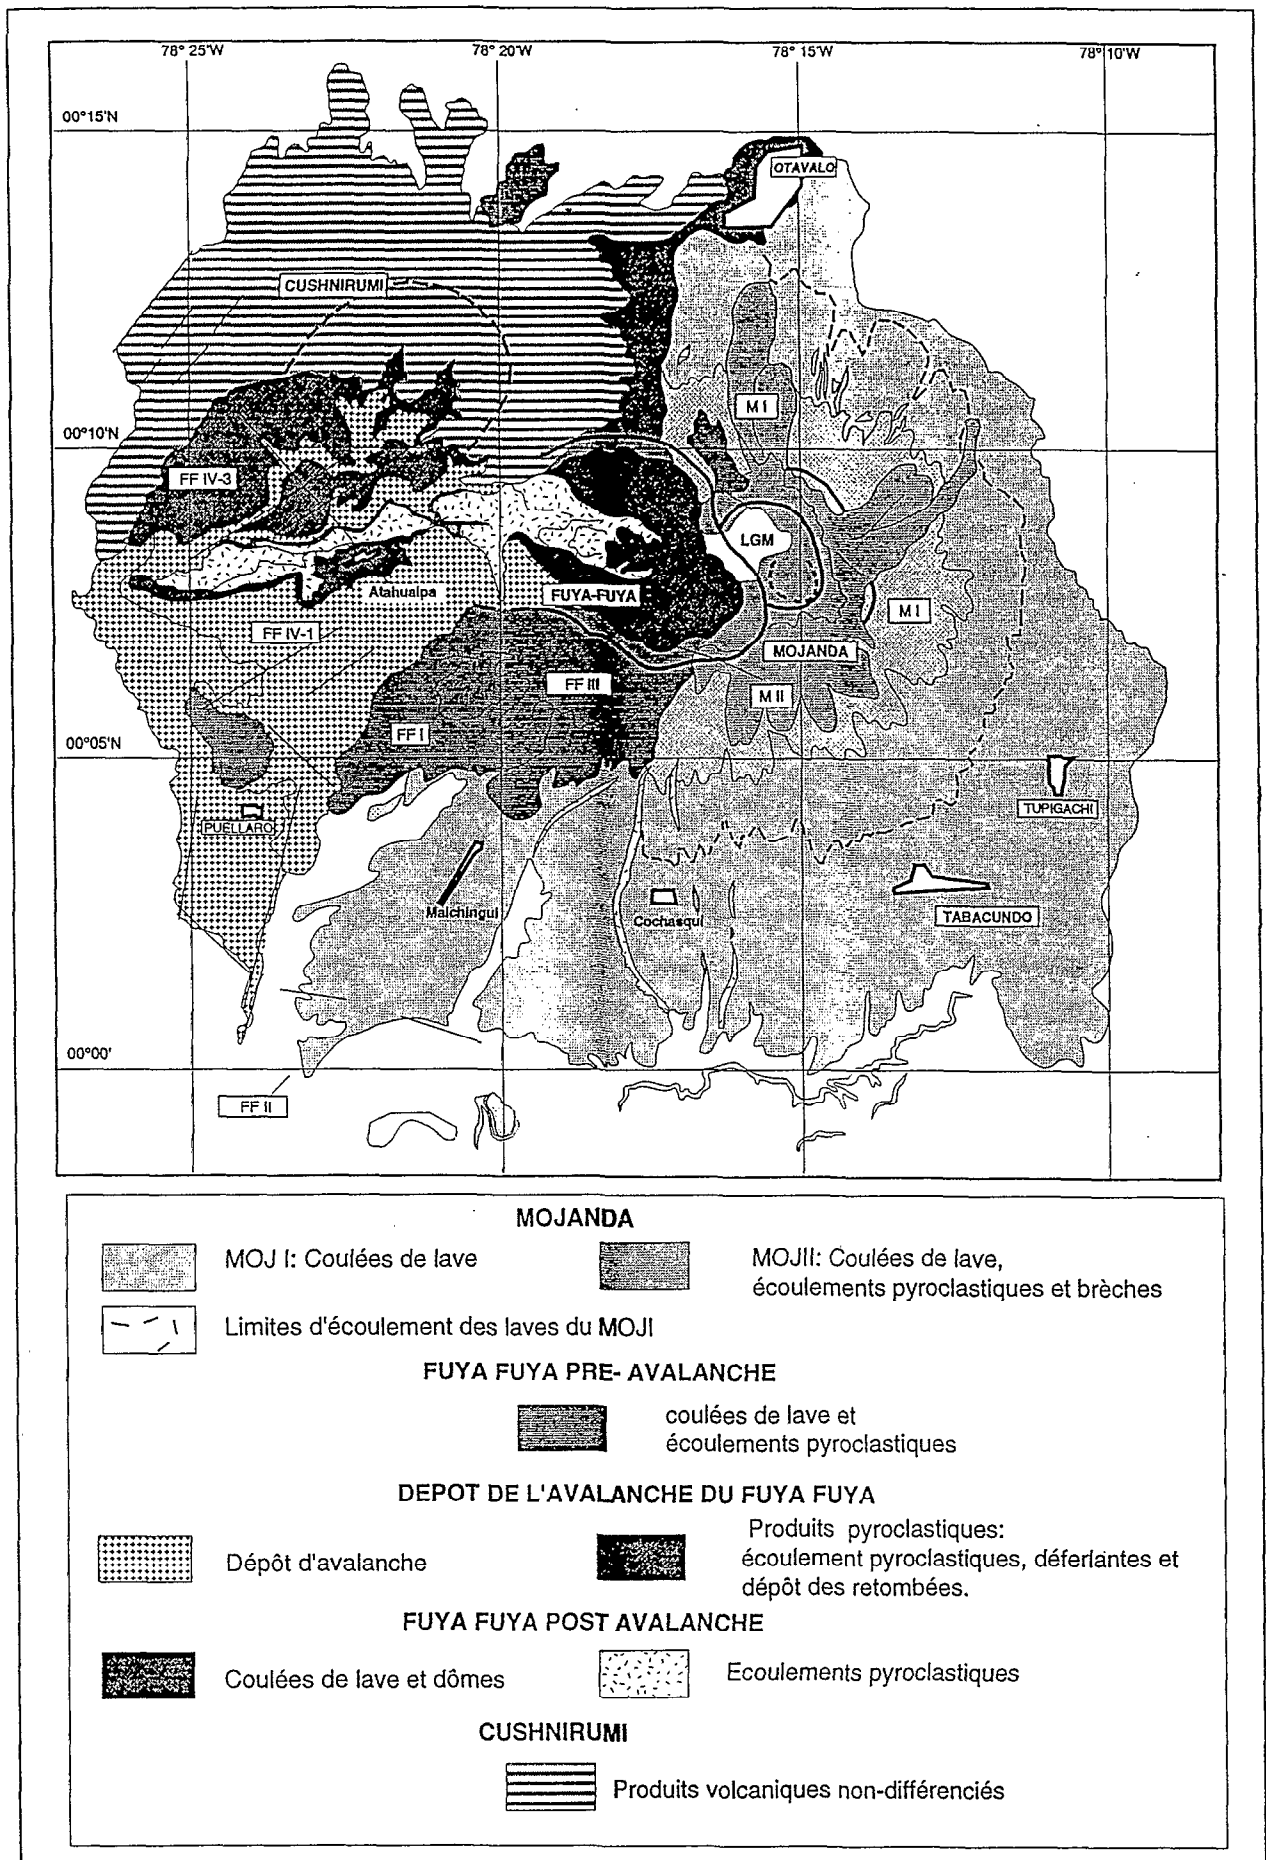 78° 25'W 78° 20'W 78° 15'W 78° 10'W
00°15'N
OTAVALO
CUSHNIRUMI
M I
00°10'N
FF IV-3
LGM
Atahualpa
FUYA-FUYA
M I
FF IV-1
MOJANDA
FF III
M II
FF I
00°05'N
TUPIGACHI
PUELLARO
Malchingui
Cochasqui
TABACUNDO
00°00'
FF II
MOJANDA
MOJ I: Coulées de lave
MOJII: Coulées de lave,
écoulements pyroclastiques et brèches
Limites d'écoulement des laves du MOJI
FUYA FUYA PRE- AVALANCHE
coulées de lave et
écoulements pyroclastiques
DEPOT DE L'AVALANCHE DU FUYA FUYA
Dépôt d'avalanche
Produits pyroclastiques:
écoulement pyroclastiques, déferlantes et
dépôt des retombées.
FUYA FUYA POST AVALANCHE
Coulées de lave et dômes
Ecoulements pyroclastiques
CUSHNIRUMI
Produits volcaniques non-différenciés